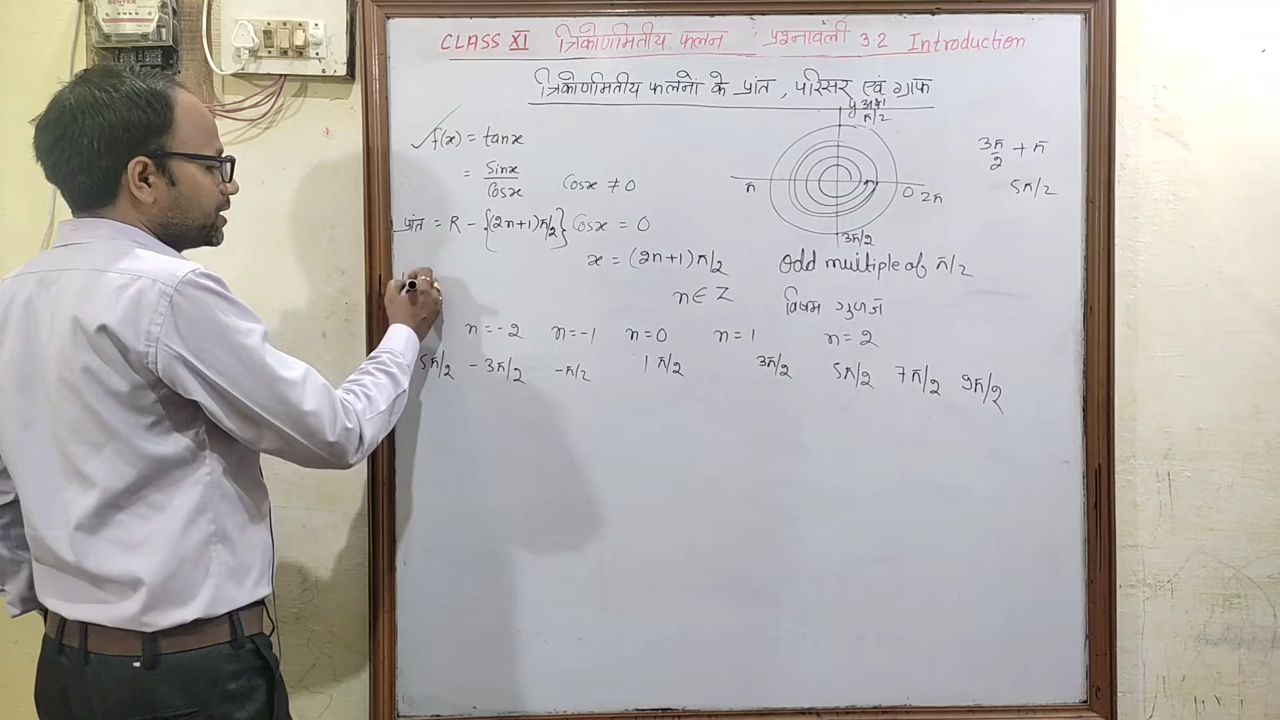 CLASS XI त्रिकोणमितीय फलन प्रश्नावली 3.2 Introduction
त्रिकोणमितीय फलनों के प्रांत, परिसर एवं ग्राफ
f(x) = tanx
= Sinx/Cosx Cosx ≠ 0
प्रांत = R - {(2n+1)π/2} Cosx = 0
x = (2n+1)π/2 Odd multiple of π/2
n∈Z विषम गुणज
n=-2 n=-1 n=0 n=1 n=2
5π/2 - 3π/2 -π/2 1 π/2 3π/2 5π/2 7π/2 9π/2
y
π/2
π 0 2π
3π/2
3π/2 + π
5π/2